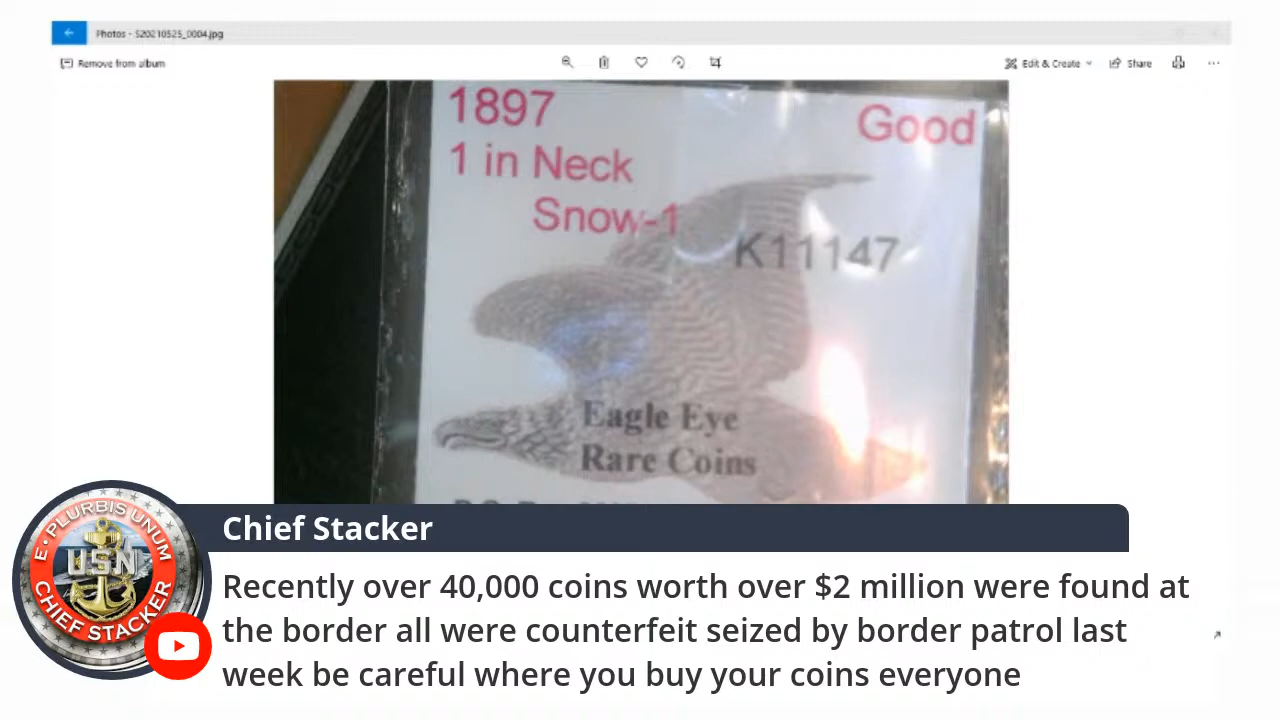 Photos - S20210525_0004.jpg
Remove from album
Edit & Create
Share
1897
Good
1 in Neck
Snow-1
K11147
Eagle Eye
Rare Coins
E • PLURBIS UNUM
USN
CHIEF STACKER
Chief Stacker
Recently over 40,000 coins worth over $2 million were found at
the border all were counterfeit seized by border patrol last
week be careful where you buy your coins everyone